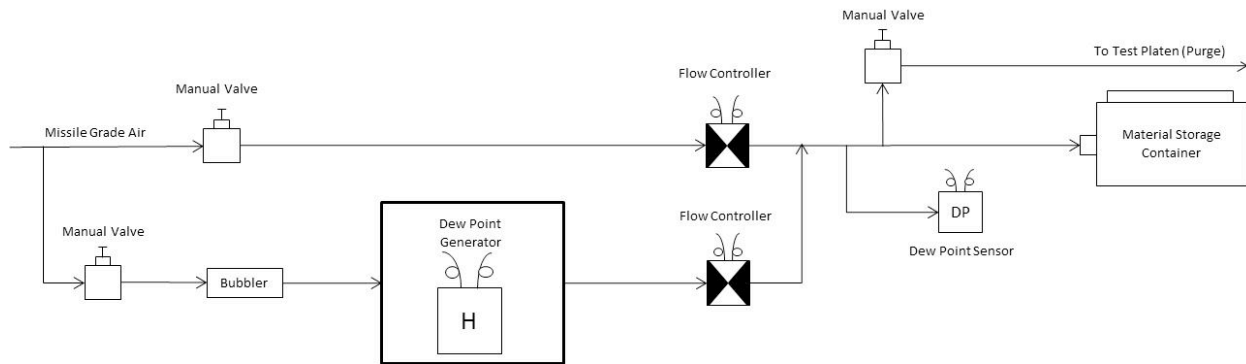 Manual Valve
To Test Platen (Purge)
Flow Controller
Manual Valve
Missile Grade Air
Material Storage
Container
Flow Controller
Dew Point
Generator
Manual Valve
DP
Dew Point Sensor
Bubbler
H